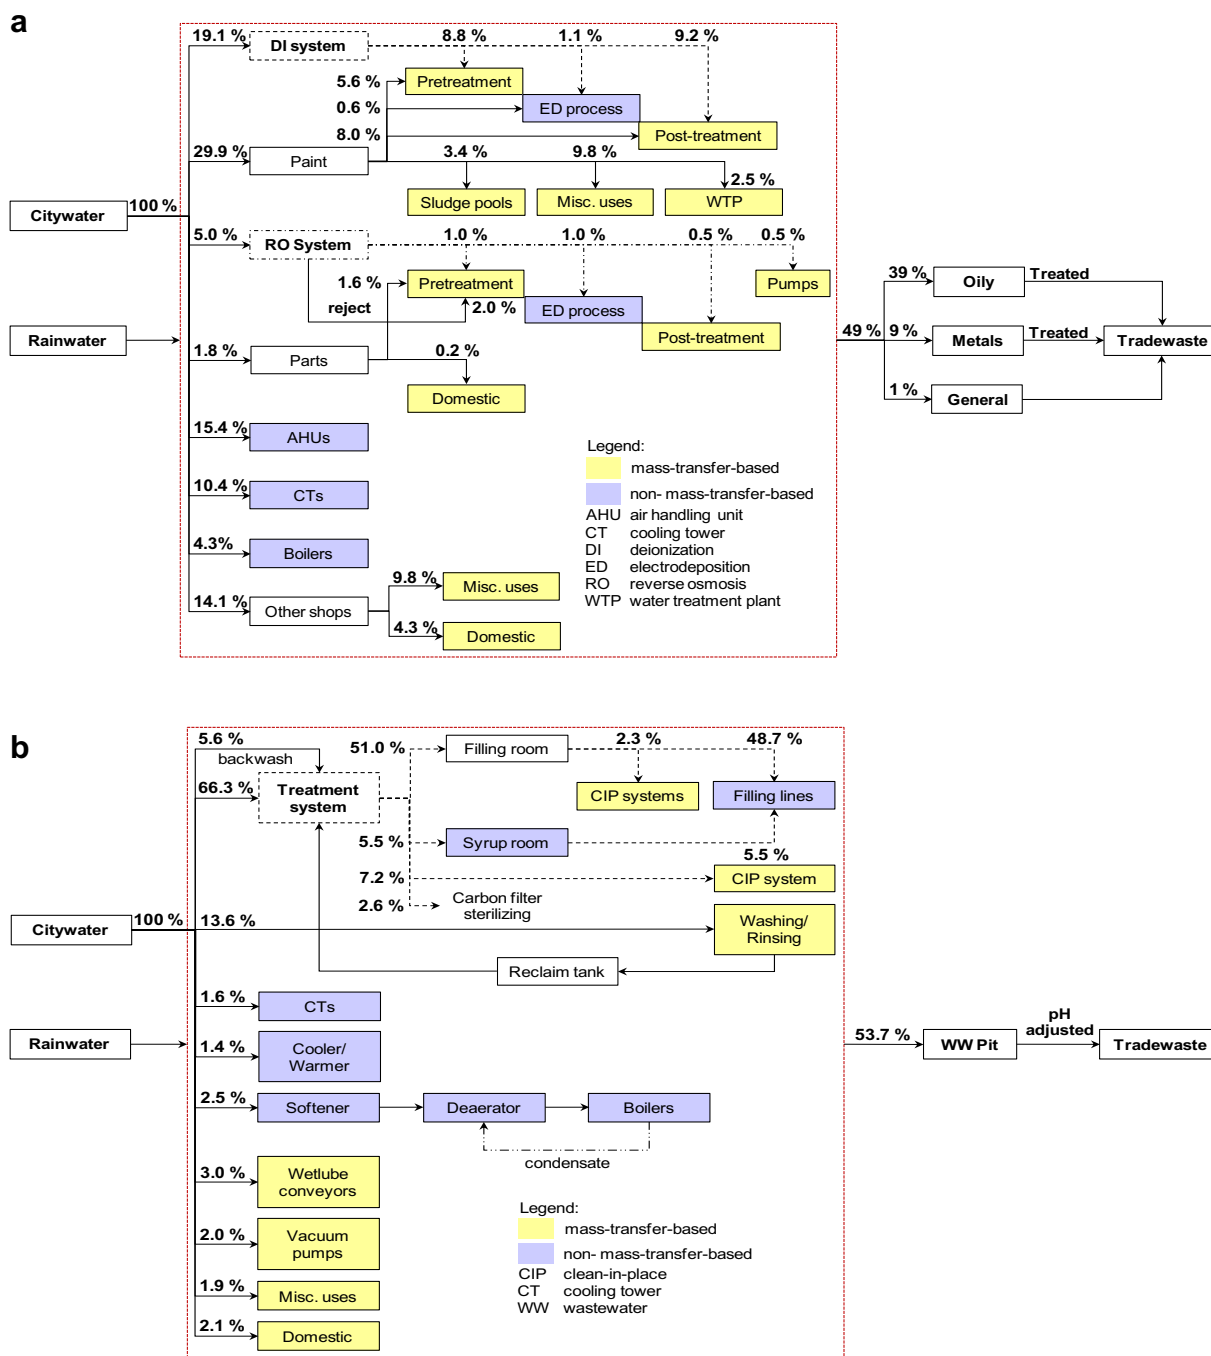 a
19.1 %
DI system
8.8 %
1.1 %
9.2 %
5.6 %
Pretreatment
0.6 %
ED process
8.0 %
Post-treatment
29.9 %
Paint
3.4 %
9.8 %
2.5 %
Sludge pools
Misc. uses
WTP
Citywater
100 %
5.0 %
RO System
1.0 %
1.0 %
0.5 %
0.5 %
1.6 %
Pretreatment
Pumps
reject
2.0 %
ED process
Post-treatment
Rainwater
1.8 %
Parts
0.2 %
Domestic
49 %
39 %
Oily
Treated
9 %
Metals
Treated
Tradewaste
1 %
General
15.4 %
AHUs
10.4 %
CTs
4.3%
Boilers
14.1 %
Other shops
9.8 %
Misc. uses
4.3 %
Domestic
Legend:
mass-transfer-based
non- mass-transfer-based
AHU air handling unit
CT cooling tower
DI deionization
ED electrodeposition
RO reverse osmosis
WTP water treatment plant
b
5.6 %
backwash
51.0 %
Filling room
2.3 %
48.7 %
66.3 %
Treatment
system
CIP systems
Filling lines
5.5 %
Syrup room
5.5 %
7.2 %
CIP system
2.6 %
Carbon filter
sterilizing
Citywater
100 %
13.6 %
Washing/
Rinsing
Reclaim tank
1.6 %
CTs
Rainwater
1.4 %
Cooler/
Warmer
53.7 %
WW Pit
pH
adjusted
Tradewaste
2.5 %
Softener
Deaerator
Boilers
condensate
3.0 %
Wetlube
conveyors
2.0 %
Vacuum
pumps
1.9 %
Misc. uses
2.1 %
Domestic
Legend:
mass-transfer-based
non- mass-transfer-based
CIP clean-in-place
CT cooling tower
WW wastewater